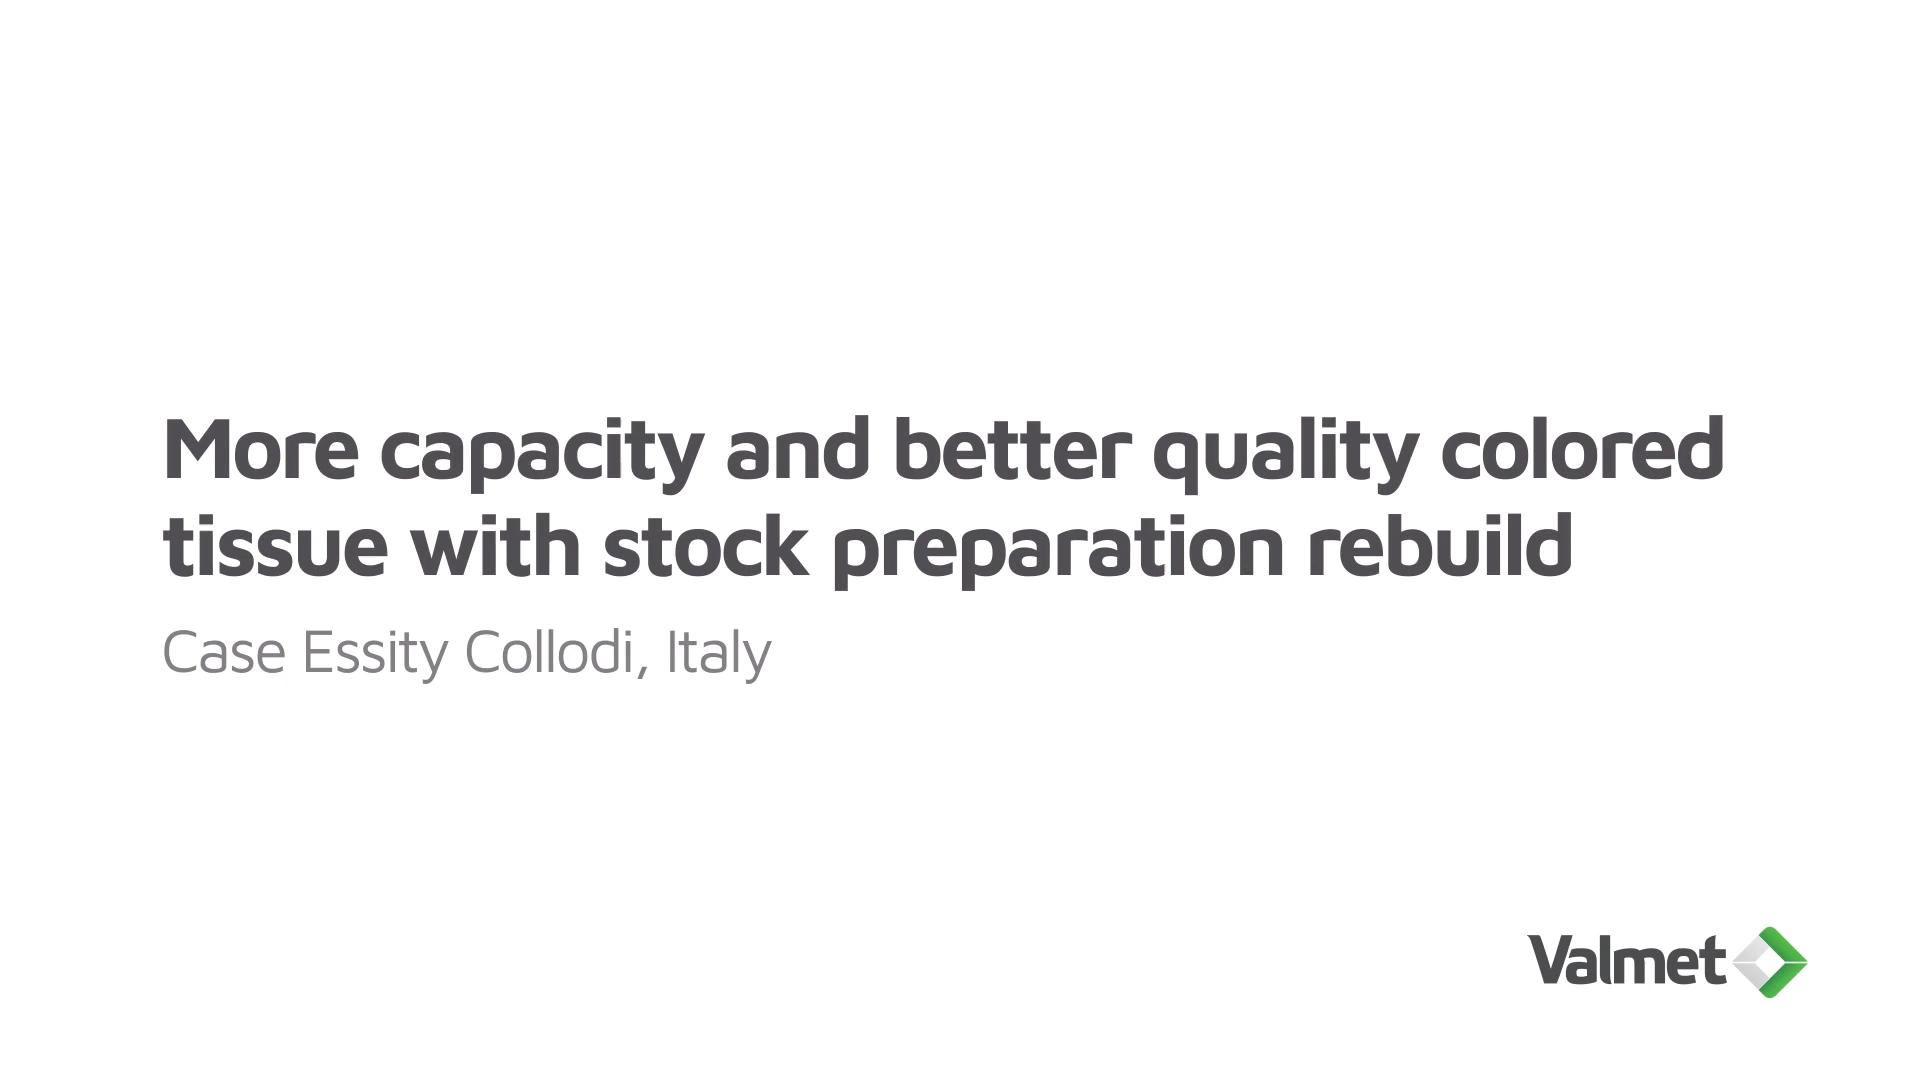 More capacity and better quality colored
tissue with stock preparation rebuild
Case Essity Collodi, Italy
Valmet